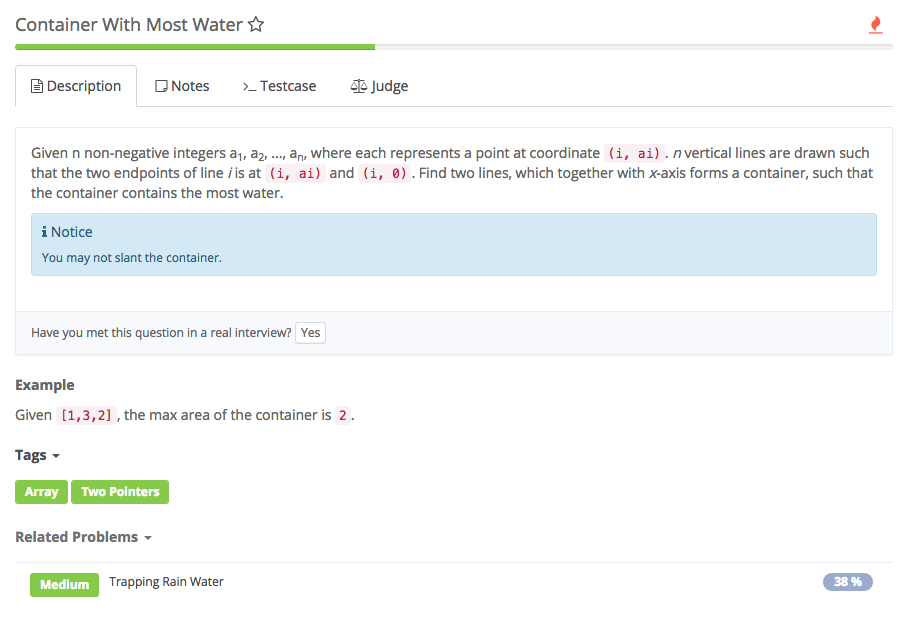 Container With Most Water
Description
Notes
Testcase
Judge
Given n non-negative integers a1, a2, ..., an, where each represents a point at coordinate (i, ai) . n vertical lines are drawn such
that the two endpoints of line i is at (i, ai) and (i, 0) . Find two lines, which together with x-axis forms a container, such that
the container contains the most water.
Notice
You may not slant the container.
Have you met this question in a real interview? Yes
Example
Given [1,3,2] , the max area of the container is 2 .
Tags
Array Two Pointers
Related Problems
Medium Trapping Rain Water 38 %